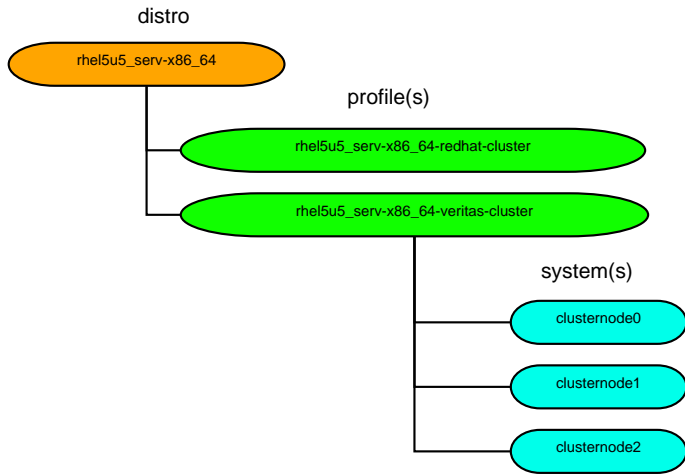 distro
rhel5u5_serv-x86_64
profile(s)
rhel5u5_serv-x86_64-redhat-cluster
rhel5u5_serv-x86_64-veritas-cluster
system(s)
clusternode0
clusternode1
clusternode2